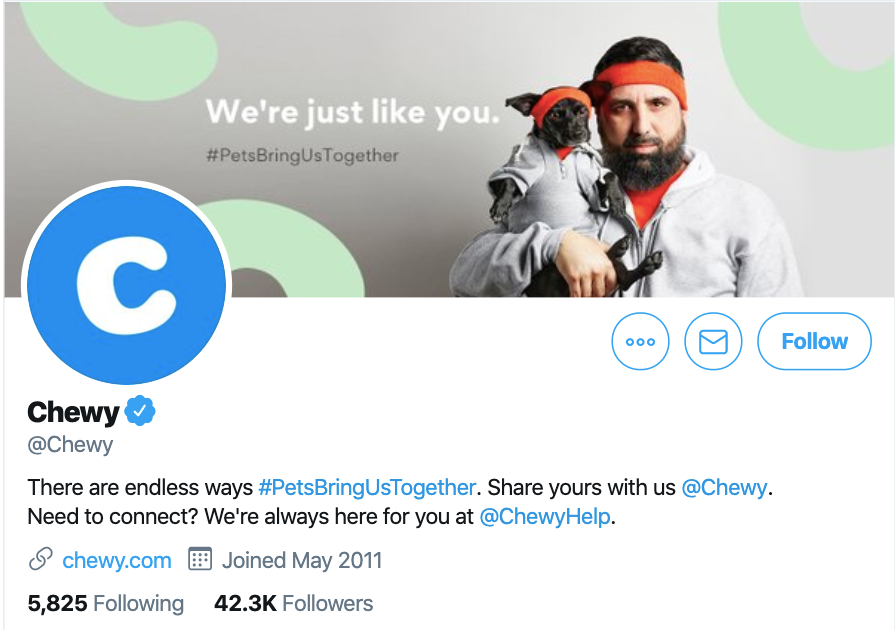 We're just like you.
#PetsBringUsTogether
C
Follow
Chewy
@Chewy
There are endless ways #PetsBringUsTogether. Share yours with us @Chewy.
Need to connect? We're always here for you at @ChewyHelp.
chewy.com Joined May 2011
5,825 Following 42.3K Followers